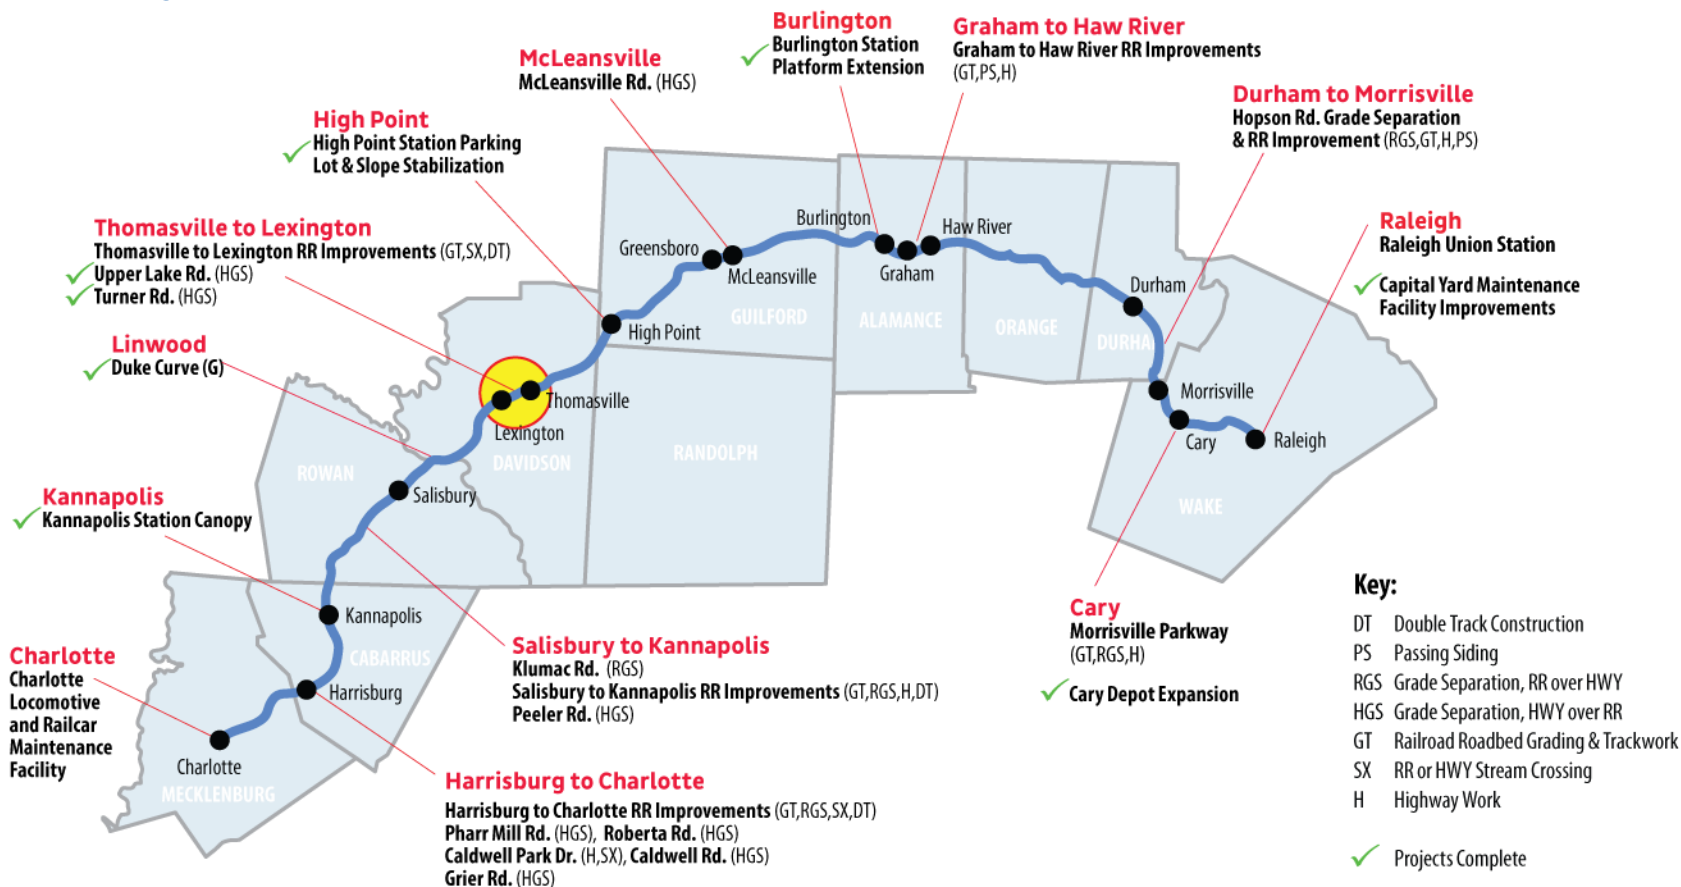 Burlington
Burlington Station
Platform Extension
Graham to Haw River
Graham to Haw River RR Improvements
(GT,PS,H)
McLeansville
McLeansville Rd. (HGS)
Durham to Morrisville
Hopson Rd. Grade Separation
& RR Improvement (RGS,GT,H,PS)
High Point
High Point Station Parking
Lot & Slope Stabilization
Thomasville to Lexington
Thomasville to Lexington RR Improvements (GT,SX,DT)
Upper Lake Rd. (HGS)
Turner Rd. (HGS)
Raleigh
Raleigh Union Station
Capital Yard Maintenance
Facility Improvements
Linwood
Duke Curve (G)
Kannapolis
Kannapolis Station Canopy
Charlotte
Charlotte
Locomotive
and Railcar
Maintenance
Facility
Salisbury to Kannapolis
Klumac Rd. (RGS)
Salisbury to Kannapolis RR Improvements (GT,RGS,H,DT)
Peeler Rd. (HGS)
Harrisburg to Charlotte
Harrisburg to Charlotte RR Improvements (GT,RGS,SX,DT)
Pharr Mill Rd. (HGS), Roberta Rd. (HGS)
Caldwell Park Dr. (H,SX), Caldwell Rd. (HGS)
Grier Rd. (HGS)
Cary
Morrisville Parkway
(GT,RGS,H)
Cary Depot Expansion
Burlington
Haw River
Greensboro
McLeansville
Graham
Durham
High Point
GUILFORD
ALAMANCE
ORANGE
DURHA
Thomasville
Lexington
DAVIDSON
RANDOLPH
ROWAN
Salisbury
Morrisville
Cary
Raleigh
WAKE
Kannapolis
CABARRUS
Harrisburg
Charlotte
MECKLENBURG
Key:
DT Double Track Construction
PS Passing Siding
RGS Grade Separation, RR over HWY
HGS Grade Separation, HWY over RR
GT Railroad Roadbed Grading & Trackwork
SX RR or HWY Stream Crossing
H Highway Work
Projects Complete